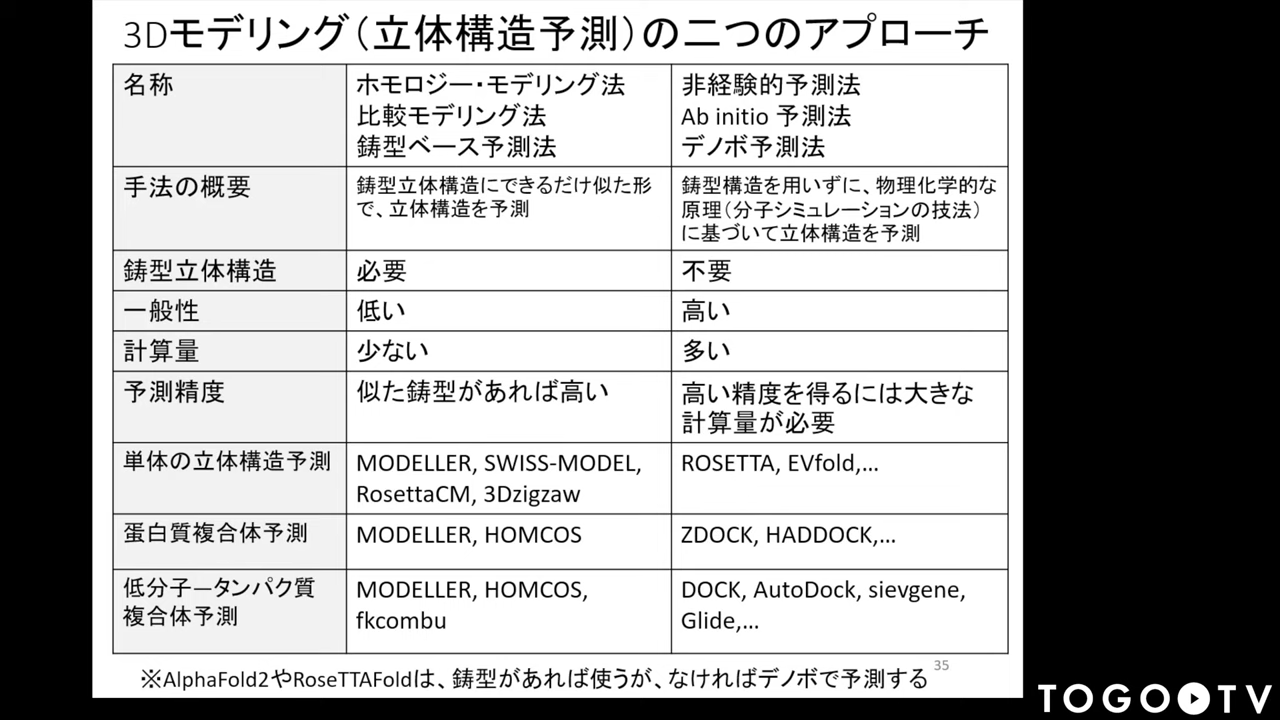 3Dモデリング（立体構造予測）の二つのアプローチ
名称
ホモロジー・モデリング法
比較モデリング法
鋳型ベース予測法
非経験的予測法
Ab initio 予測法
デノボ予測法
手法の概要
鋳型立体構造にできるだけ似た形
で、立体構造を予測
鋳型構造を用いずに、物理化学的な
原理（分子シミュレーションの技法）
に基づいて立体構造を予測
鋳型立体構造
必要
不要
一般性
低い
高い
計算量
少ない
多い
予測精度
似た鋳型があれば高い
高い精度を得るには大きな
計算量が必要
単体の立体構造予測
MODELLER, SWISS-MODEL,
RosettaCM, 3Dzigzaw
ROSETTA, EVfold,…
蛋白質複合体予測
MODELLER, HOMCOS
ZDOCK, HADDOCK,…
低分子―タンパク質
複合体予測
MODELLER, HOMCOS,
fkcombu
DOCK, AutoDock, sievgene,
Glide,…
※AlphaFold2やRoseTTAFoldは、鋳型があれば使うが、なければデノボで予測する
35
TOGO TV